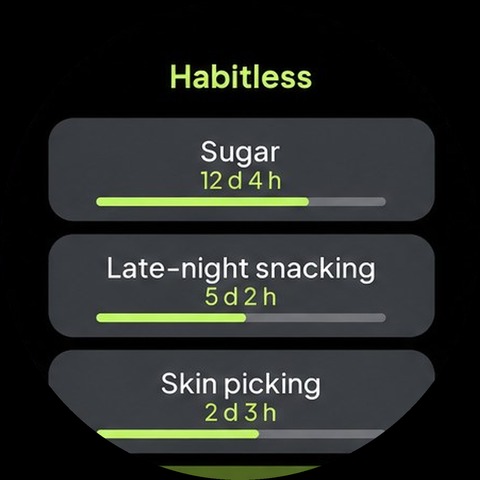 Habitless
Sugar
12 d 4 h
Late-night snacking
5 d 2 h
Skin picking
2 d 3 h